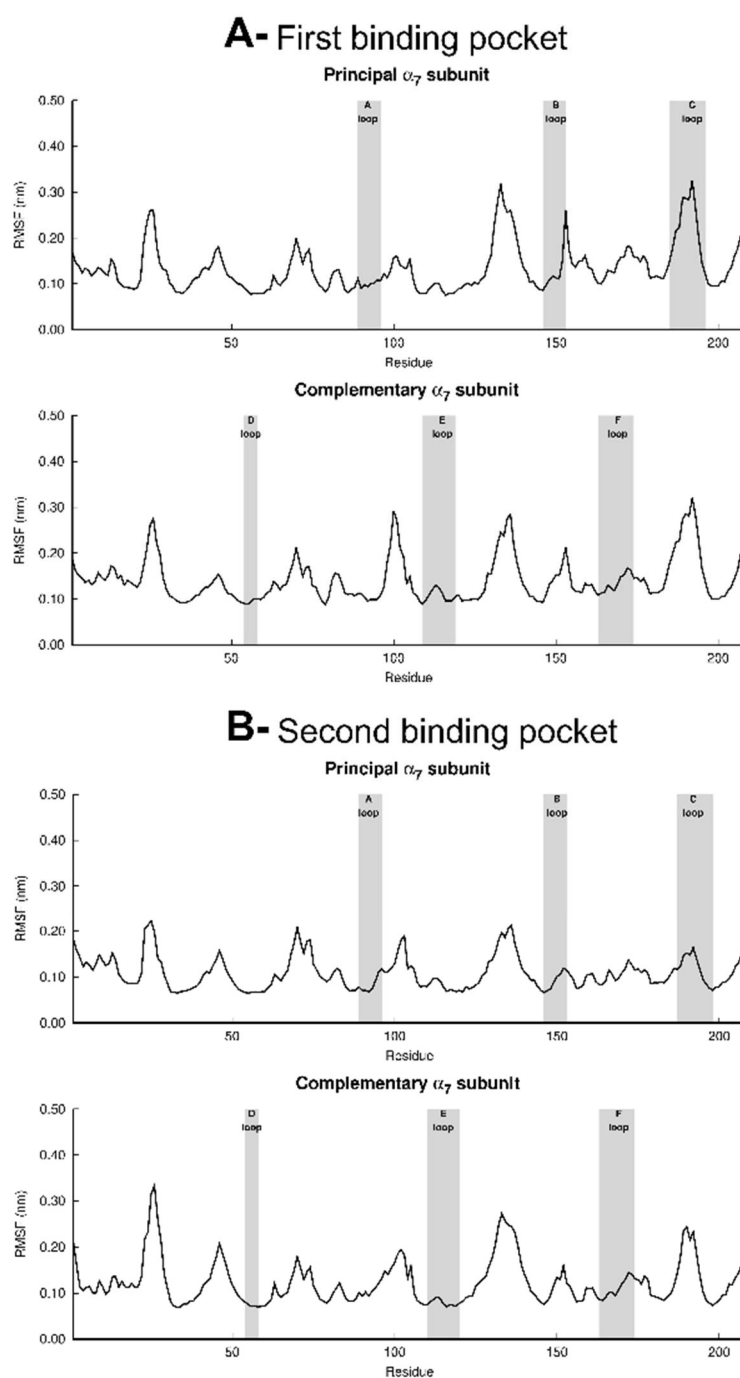 A- First binding pocket
Principal α7 subunit
A loop
B loop
C loop
RMSF (nm)
0.50
0.40
0.30
0.20
0.10
0.00
50
100
150
200
Residue
Complementary α7 subunit
D loop
E loop
F loop
RMSF (nm)
0.50
0.40
0.30
0.20
0.10
0.00
50
100
150
200
Residue
B- Second binding pocket
Principal α7 subunit
A loop
B loop
C loop
RMSF (nm)
0.50
0.40
0.30
0.20
0.10
0.00
50
100
150
200
Residue
Complementary α7 subunit
D loop
E loop
F loop
RMSF (nm)
0.50
0.40
0.30
0.20
0.10
0.00
50
100
150
200
Residue